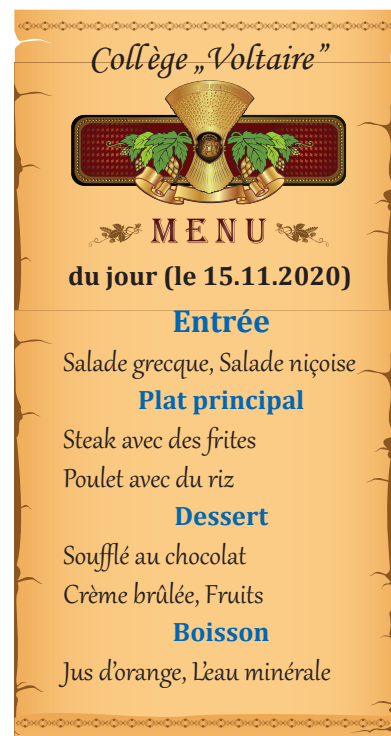 Collège „Voltaire”
MENU
du jour (le 15.11.2020)
Entrée
Salade grecque, Salade niçoise
Plat principal
Steak avec des frites
Poulet avec du riz
Dessert
Soufflé au chocolat
Crème brûlée, Fruits
Boisson
Jus d'orange, L'eau minérale